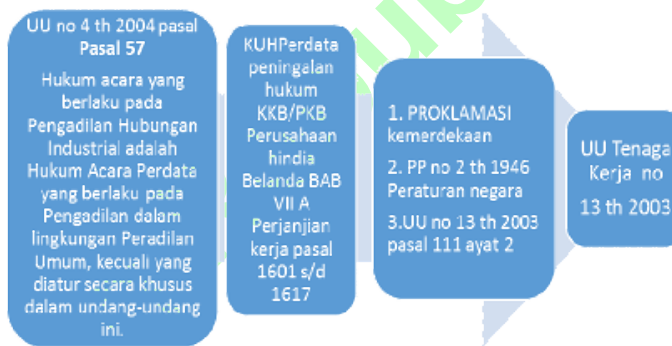 UU no 4 th 2004 pasal
Pasal 57
Hukum acara yang
berlaku pada
Pengadilan Hubungan
Industrial adalah
Hukum Acara Perdata
yang berlaku pada
Pengadilan dalam
lingkungan Peradilan
Umum, kecuali yang
diatur secara khusus
dalam undang-undang
ini.
KUHPerdata
peningalan
hukum
KKB/PKB
Perusahaan
hindia
Belanda BAB
VII A
Perjanjian
kerja pasal
1601 s/d
1617
1. PROKLAMASI
kemerdekaan
2. PP no 2 th 1946
Peraturan negara
3.UU no 13 th 2003
pasal 111 ayat 2
UU Tenaga
Kerja no
13 th 2003